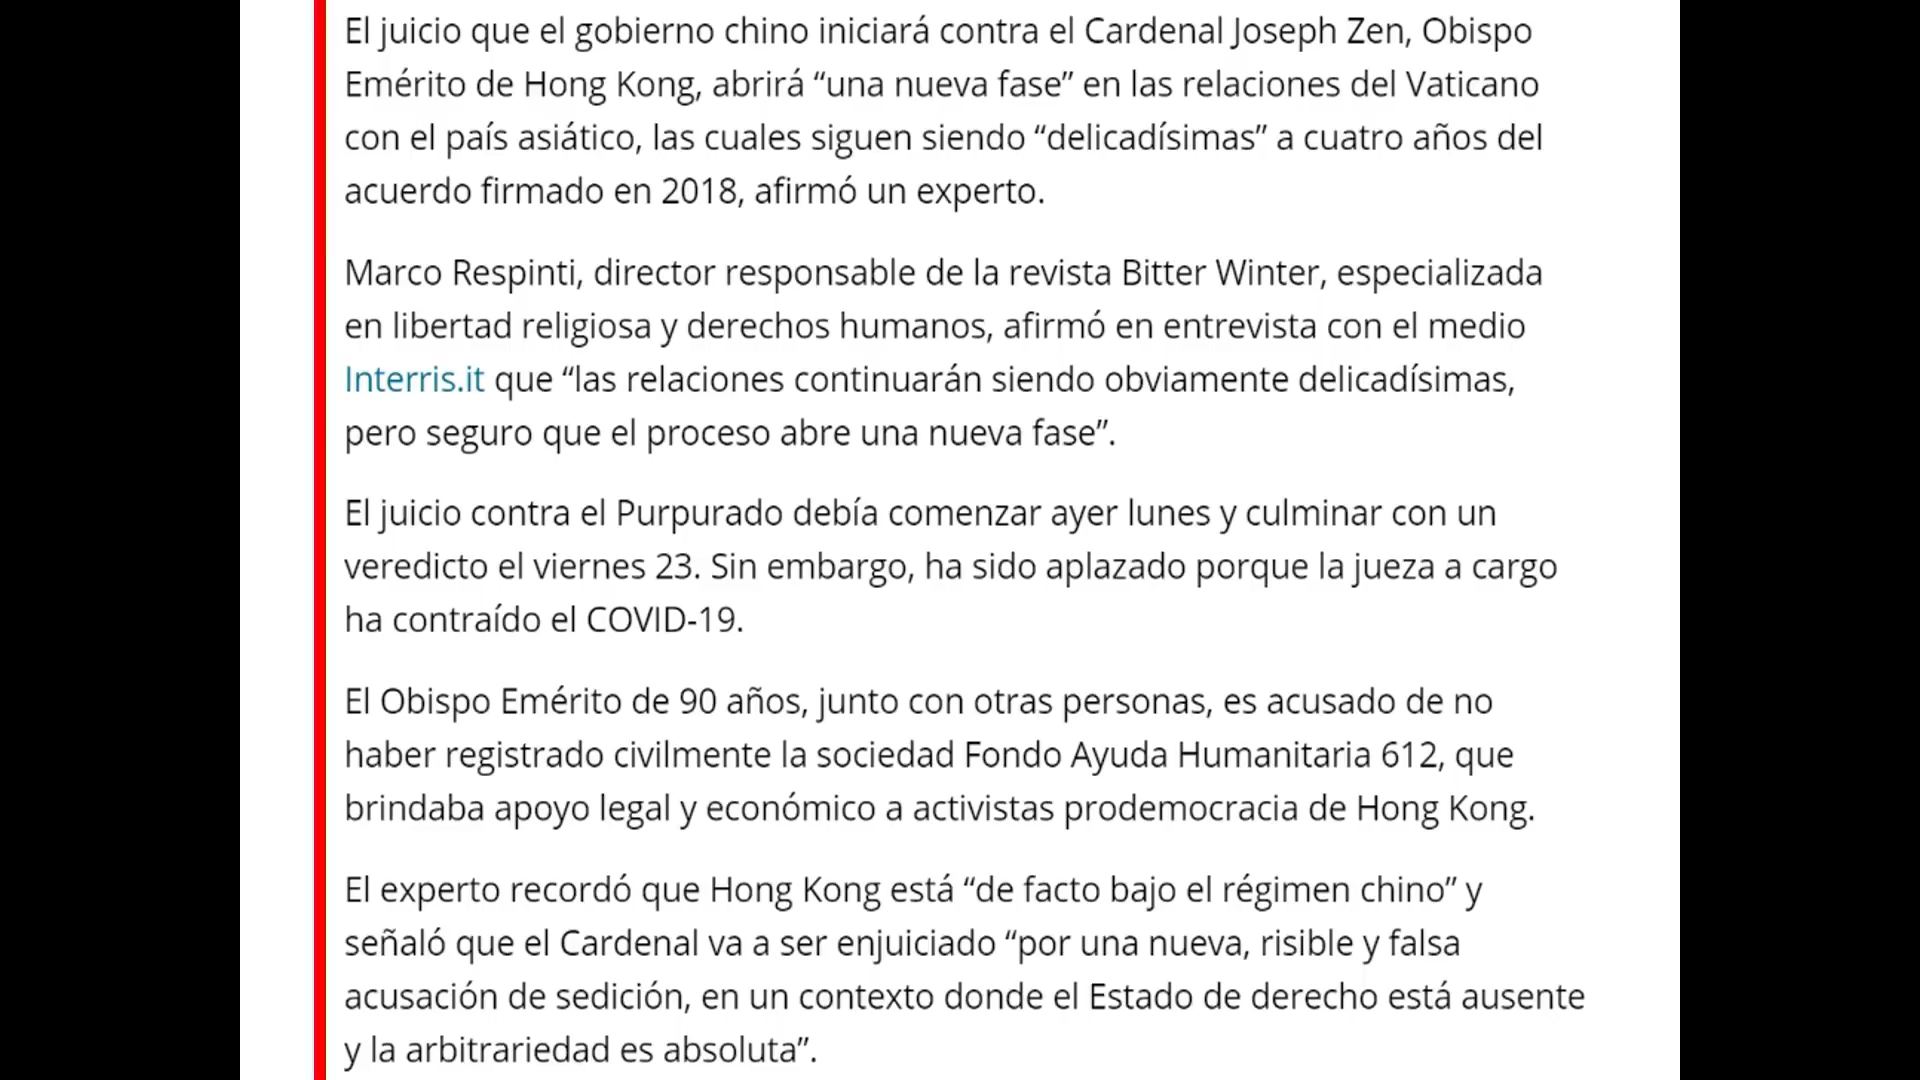 El juicio que el gobierno chino iniciará contra el Cardenal Joseph Zen, Obispo
Emérito de Hong Kong, abrirá “una nueva fase” en las relaciones del Vaticano
con el país asiático, las cuales siguen siendo “delicadísimas” a cuatro años del
acuerdo firmado en 2018, afirmó un experto.
Marco Respinti, director responsable de la revista Bitter Winter, especializada
en libertad religiosa y derechos humanos, afirmó en entrevista con el medio
Interris.it que “las relaciones continuarán siendo obviamente delicadísimas,
pero seguro que el proceso abre una nueva fase”.
El juicio contra el Purpurado debía comenzar ayer lunes y culminar con un
veredicto el viernes 23. Sin embargo, ha sido aplazado porque la jueza a cargo
ha contraído el COVID-19.
El Obispo Emérito de 90 años, junto con otras personas, es acusado de no
haber registrado civilmente la sociedad Fondo Ayuda Humanitaria 612, que
brindaba apoyo legal y económico a activistas prodemocracia de Hong Kong.
El experto recordó que Hong Kong está “de facto bajo el régimen chino” y
señaló que el Cardenal va a ser enjuiciado “por una nueva, risible y falsa
acusación de sedición, en un contexto donde el Estado de derecho está ausente
y la arbitrariedad es absoluta”.